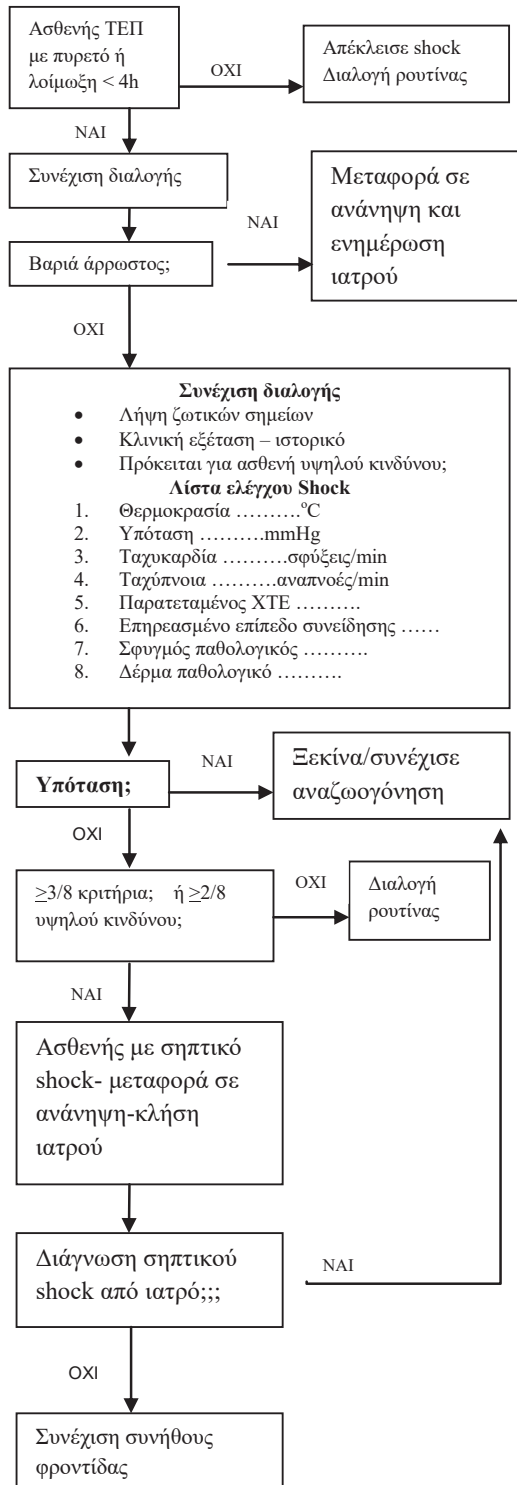 Ασθενής ΤΕΠ
με πυρετό ή
λοίμωξη < 4h
ΟΧΙ
Απέκλεισε shock
Διαλογή ρουτίνας
ΝΑΙ
Συνέχιση διαλογής
Μεταφορά σε
ανάνηψη και
ενημέρωση
ιατρού
ΝΑΙ
Βαριά άρρωστος;
ΟΧΙ
Συνέχιση διαλογής
• Λήψη ζωτικών σημείων
• Κλινική εξέταση – ιστορικό
• Πρόκειται για ασθενή υψηλού κινδύνου;
Λίστα ελέγχου Shock
1. Θερμοκρασία ……….°C
2. Υπόταση ……….mmHg
3. Ταχυκαρδία ……….σφύξεις/min
4. Ταχύπνοια ……….αναπνοές/min
5. Παρατεταμένος ΧΤΕ ……….
6. Επηρεασμένο επίπεδο συνείδησης ……
7. Σφυγμός παθολογικός ……….
8. Δέρμα παθολογικό ……….
Υπόταση;
ΝΑΙ
Ξεκίνα/συνέχισε
αναζωογόνηση
ΟΧΙ
≥3/8 κριτήρια; ή ≥2/8
υψηλού κινδύνου;
ΟΧΙ
Διαλογή
ρουτίνας
ΝΑΙ
Ασθενής με σηπτικό
shock- μεταφορά σε
ανάνηψη-κλήση
ιατρού
Διάγνωση σηπτικού
shock από ιατρό;;;
ΝΑΙ
ΟΧΙ
Συνέχιση συνήθους
φροντίδας